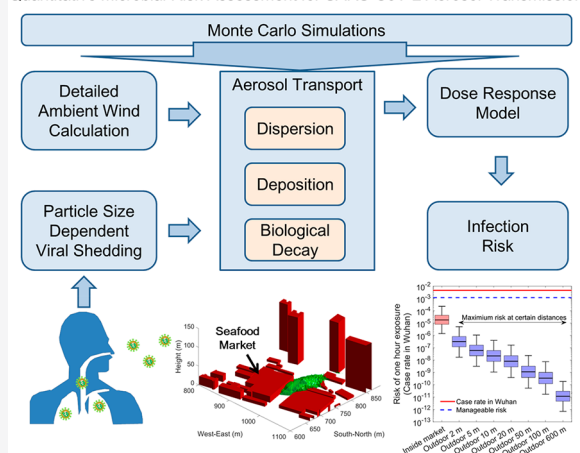 Monte Carlo Simulations
Detailed
Ambient Wind
Calculation
Aerosol Transport
Dispersion
Deposition
Biological
Decay
Dose Response
Model
Particle Size
Dependent
Viral Shedding
Infection
Risk
Seafood
Market
Height (m)
150
100
50
0
800
900
1000
1100
West-East (m)
600
650
700
750
800
850
South-North (m)
Risk of one hour exposure
(Case rate in Wuhan)
10-2
10-3
10-4
10-5
10-6
10-7
10-8
10-9
10-10
10-11
10-12
10-13
Maximium risk at certain distances
Case rate in Wuhan
Manageable risk
Inside market
Outdoor 2 m
Outdoor 5 m
Outdoor 10 m
Outdoor 20 m
Outdoor 50 m
Outdoor 100 m
Outdoor 600 m